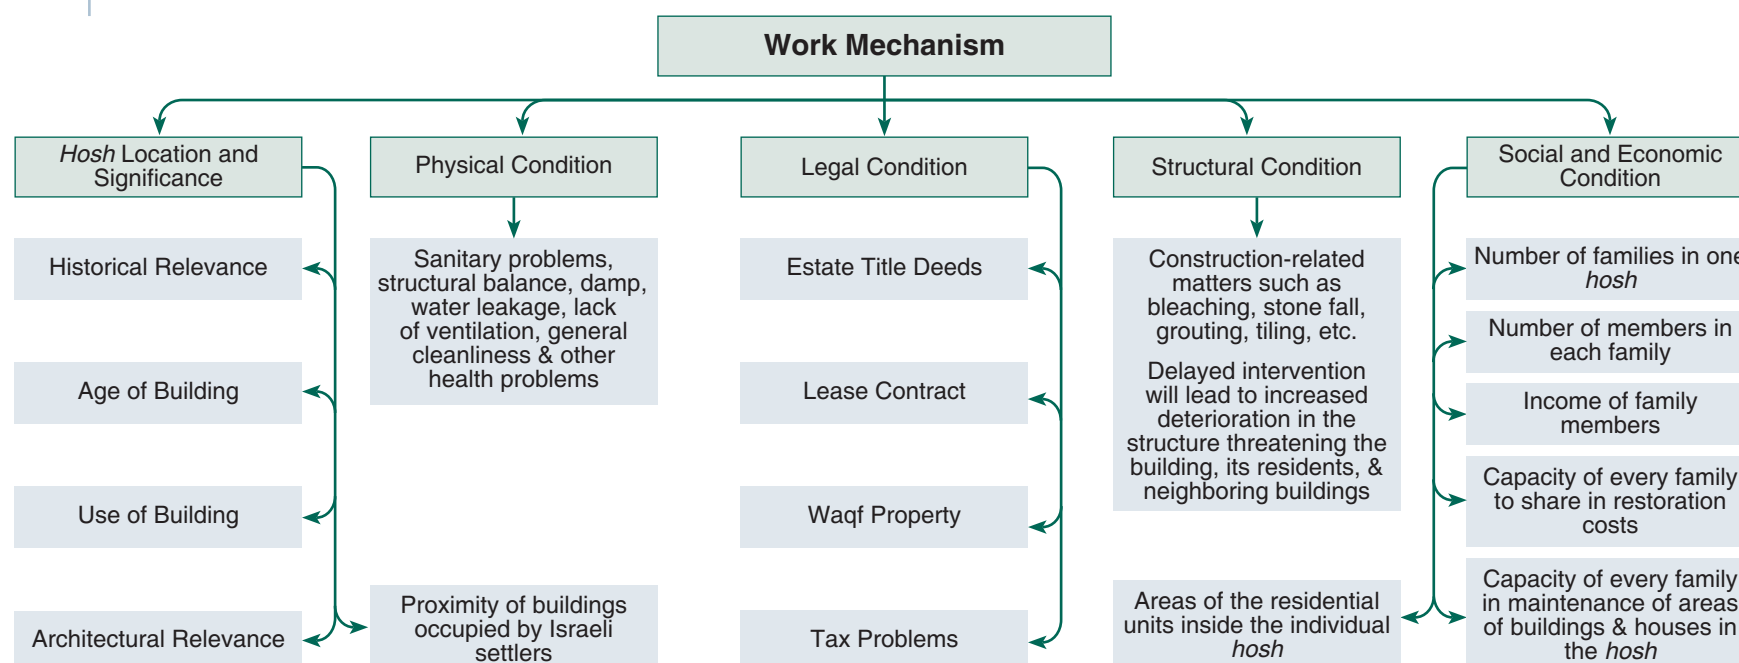 Work Mechanism
Hosh Location and
Significance
Physical Condition
Legal Condition
Structural Condition
Social and Economic
Condition
Historical Relevance
Age of Building
Use of Building
Architectural Relevance
Sanitary problems,
structural balance, damp,
water leakage, lack
of ventilation, general
cleanliness & other
health problems
Proximity of buildings
occupied by Israeli
settlers
Estate Title Deeds
Lease Contract
Waqf Property
Tax Problems
Construction-related
matters such as
bleaching, stone fall,
grouting, tiling, etc.
Delayed intervention
will lead to increased
deterioration in the
structure threatening the
building, its residents, &
neighboring buildings
Areas of the residential
units inside the individual
hosh
Number of families in one
hosh
Number of members in
each family
Income of family
members
Capacity of every family
to share in restoration
costs
Capacity of every family
in maintenance of areas
of buildings & houses in
the hosh